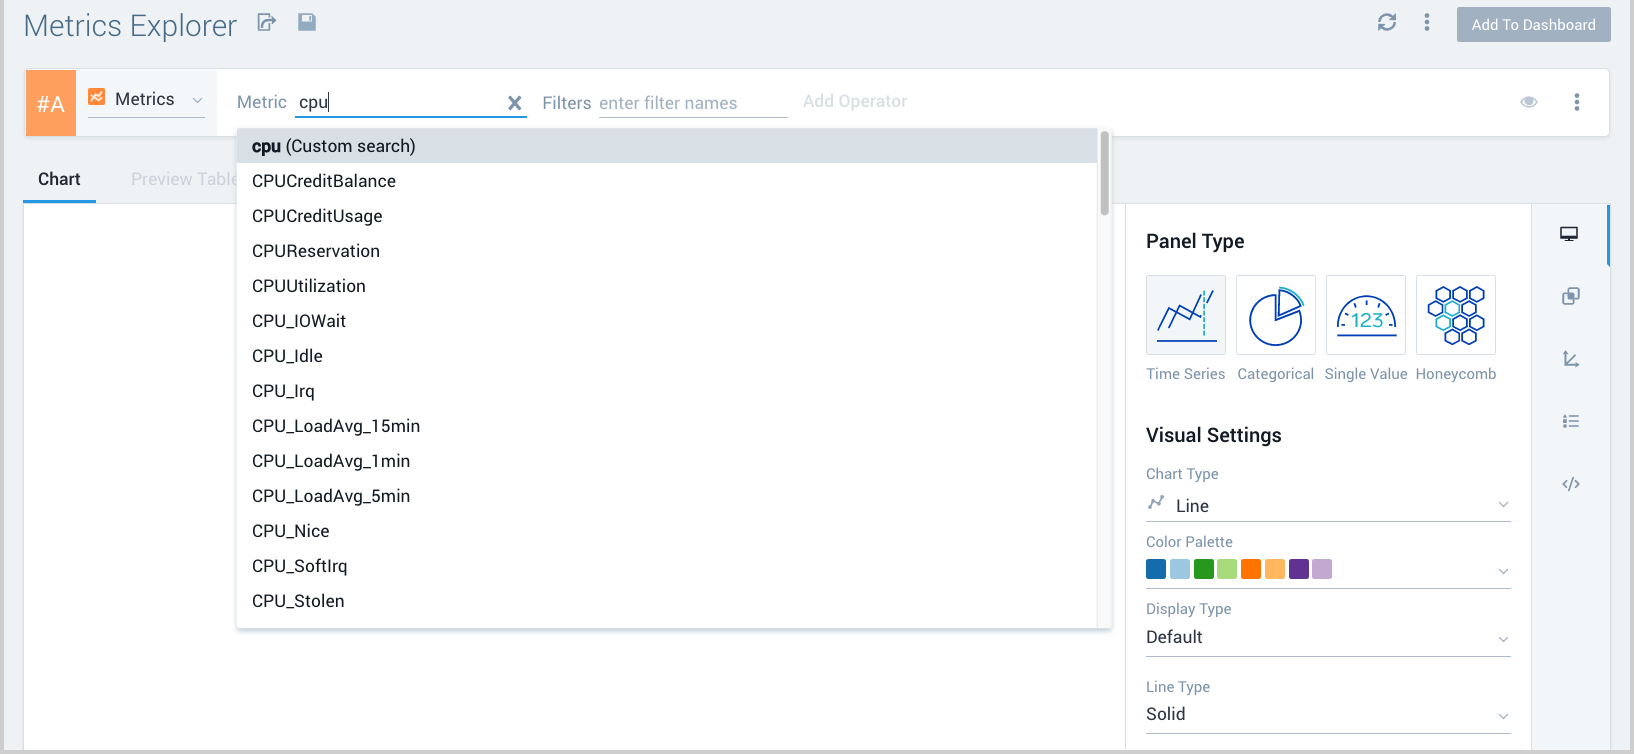 Metrics Explorer
Add To Dashboard
#A Metrics Metric cpu Filters enter filter names Add Operator
cpu (Custom search)
CPUCreditBalance
CPUCreditUsage
CPUReservation
CPUUtilization
CPU_IOWait
CPU_Idle
CPU_Irq
CPU_LoadAvg_15min
CPU_LoadAvg_1min
CPU_LoadAvg_5min
CPU_Nice
CPU_SoftIrq
CPU_Stolen
Chart Preview Table
Panel Type
123
Time Series Categorical Single Value Honeycomb
Visual Settings
Chart Type
Line
Color Palette
Display Type
Default
Line Type
Solid